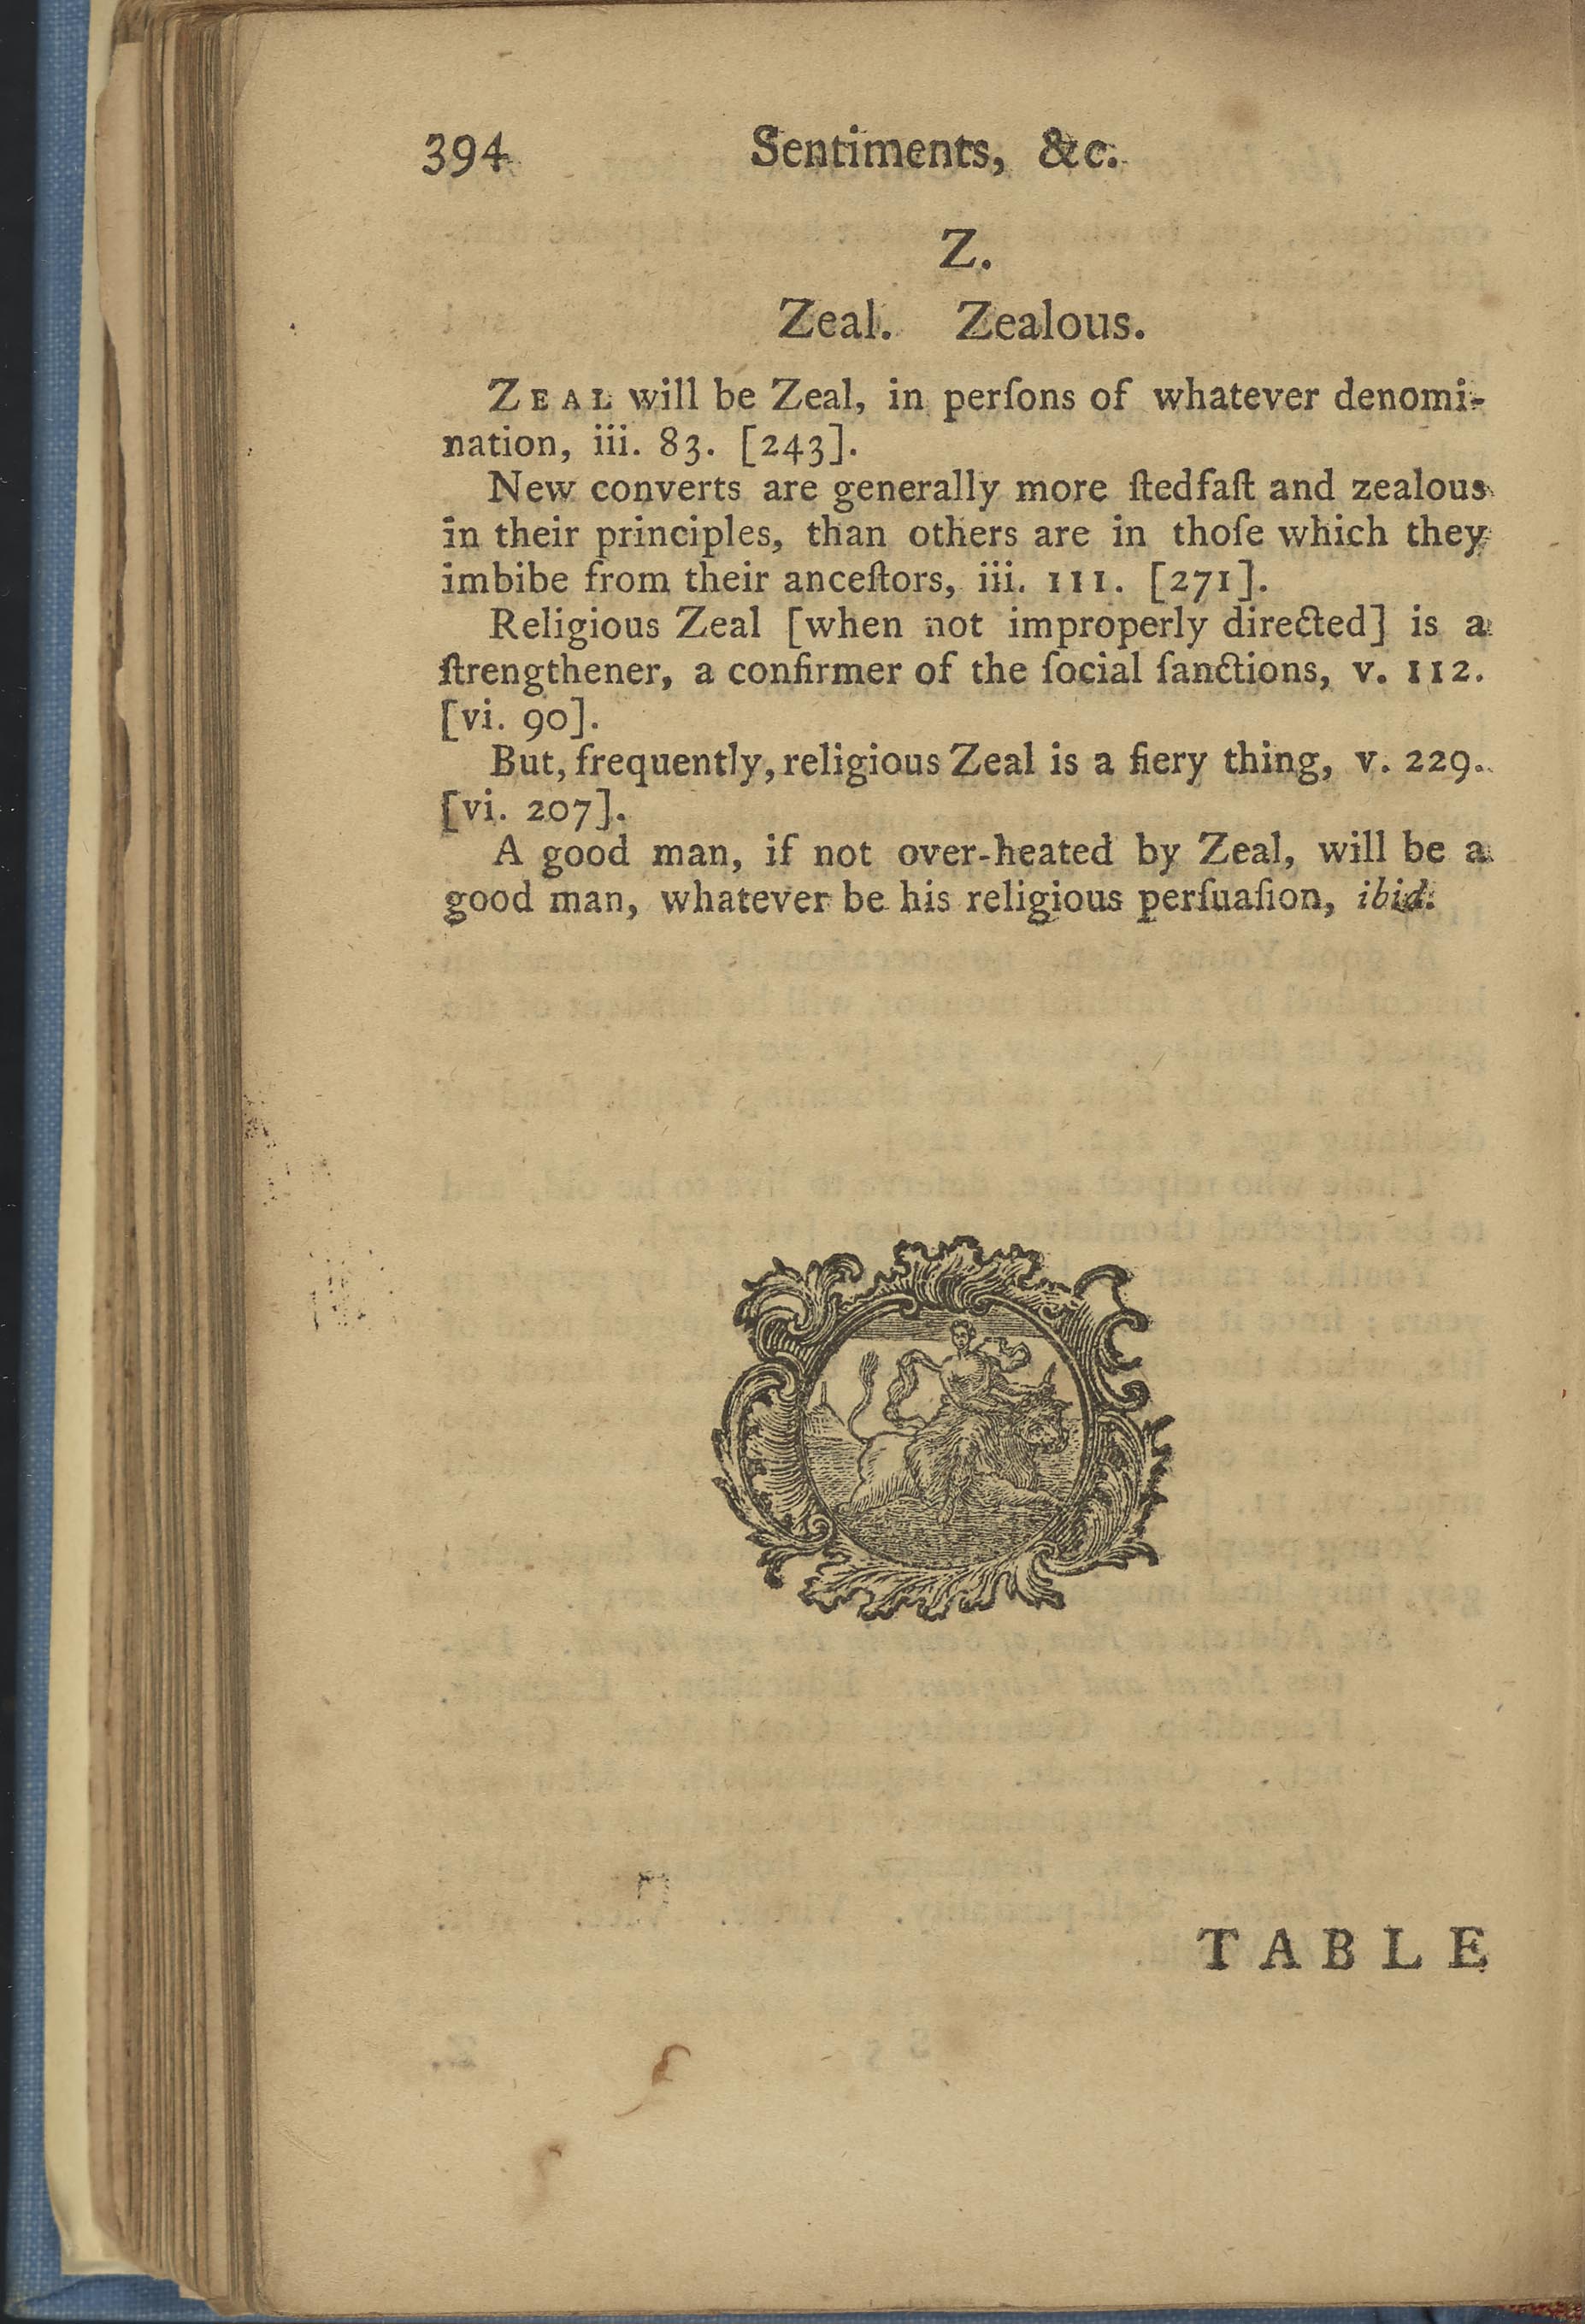 394 Sentiments, &c.
Z.
Zeal. Zealous.
ZEAL will be Zeal, in perſons of whatever denomi-
nation, iii. 83. [243].
New converts are generally more ſtedfaſt and zealous
in their principles, than others are in thoſe which they
imbibe from their anceſtors, iii. 111. [271].
Religious Zeal [when not improperly directed] is a
ſtrengthener, a confirmer of the ſocial ſanctions, v. 112.
[vi. 90].
But, frequently, religious Zeal is a fiery thing, v. 229.
[vi. 207].
A good man, if not over-heated by Zeal, will be a
good man, whatever be his religious perſuaſion, ibid.
TABLE